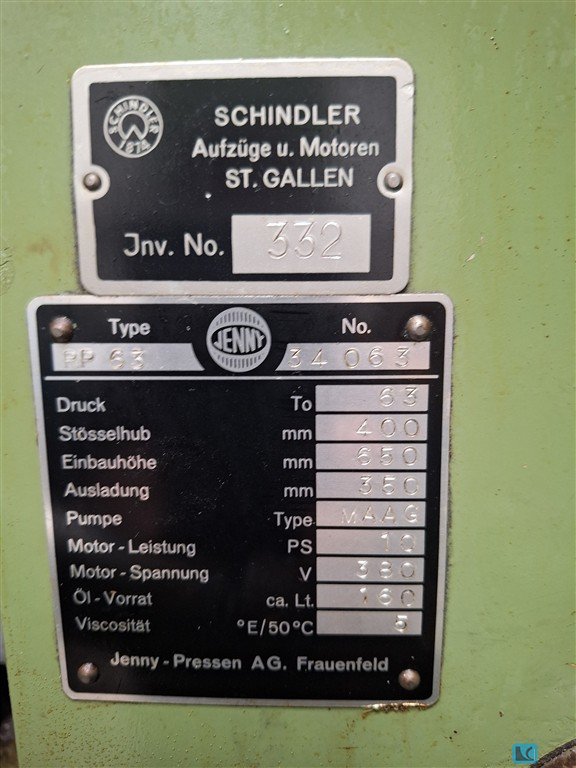 SCHINDLER
1874
SCHINDLER
Aufzüge u. Motoren
ST. GALLEN
Jnv. No. 332
Type JENNY No.
PP 63 34 063
Druck To 63
Stösselhub mm 400
Einbauhöhe mm 650
Ausladung mm 350
Pumpe Type MAAG
Motor-Leistung PS 10
Motor-Spannung V 380
Öl-Vorrat ca. Lt. 160
Viscosität °E/50°C 5
Jenny-Pressen AG. Frauenfeld